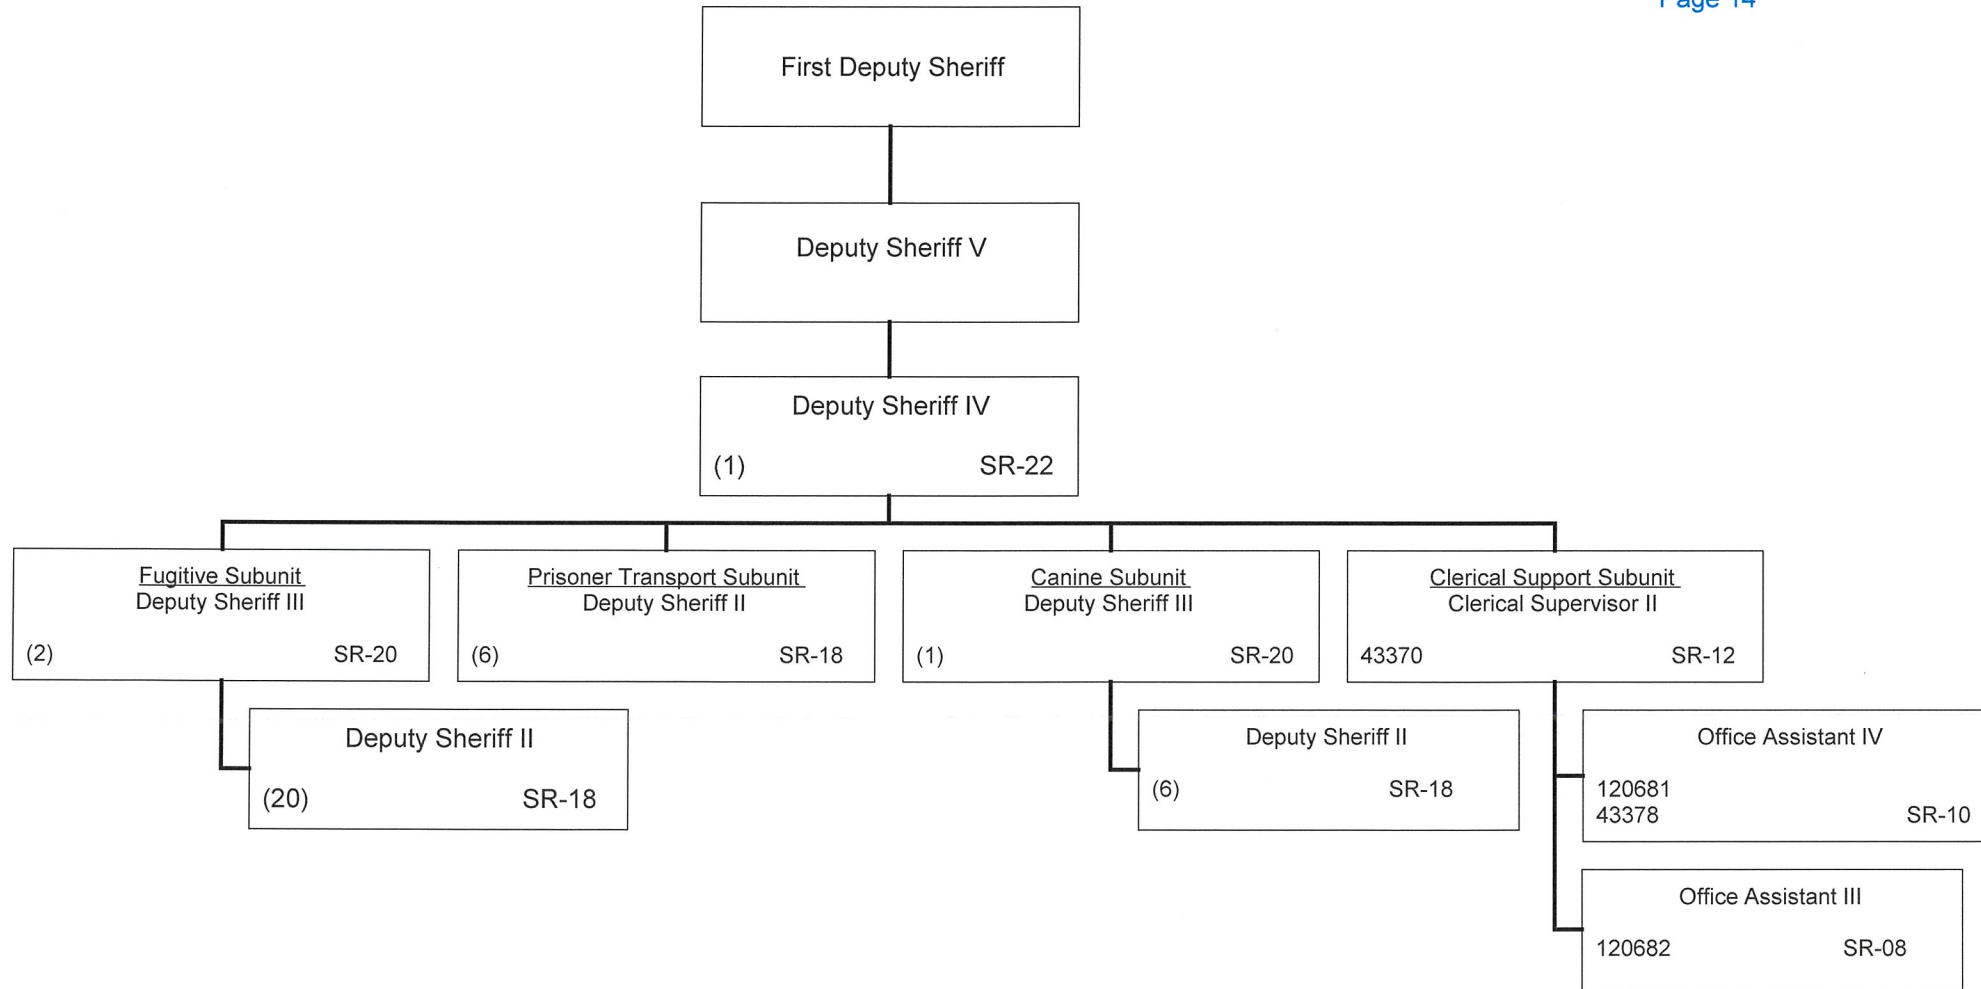 Page 14
First Deputy Sheriff
Deputy Sheriff V
Deputy Sheriff IV
(1) SR-22
Fugitive Subunit
Deputy Sheriff III
(2) SR-20
Prisoner Transport Subunit
Deputy Sheriff II
(6) SR-18
Canine Subunit
Deputy Sheriff III
(1) SR-20
Clerical Support Subunit
Clerical Supervisor II
43370 SR-12
Deputy Sheriff II
(20) SR-18
Deputy Sheriff II
(6) SR-18
Office Assistant IV
120681
43378 SR-10
Office Assistant III
120682 SR-08